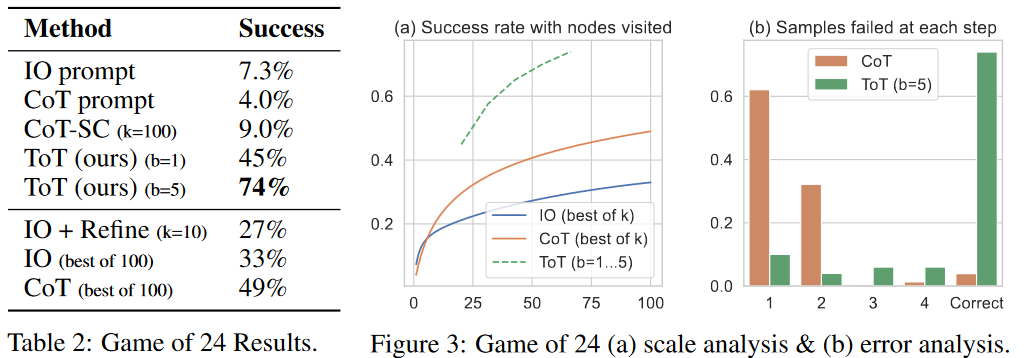 Method Success
IO prompt 7.3%
CoT prompt 4.0%
CoT-SC (k=100) 9.0%
ToT (ours) (b=1) 45%
ToT (ours) (b=5) 74%
IO + Refine (k=10) 27%
IO (best of 100) 33%
CoT (best of 100) 49%
Table 2: Game of 24 Results.
(a) Success rate with nodes visited
0.6
0.4
0.2
0 25 50 75 100
IO (best of k)
CoT (best of k)
ToT (b=1...5)
(b) Samples failed at each step
0.6
0.4
0.2
0.0
1 2 3 4 Correct
CoT
ToT (b=5)
Figure 3: Game of 24 (a) scale analysis & (b) error analysis.